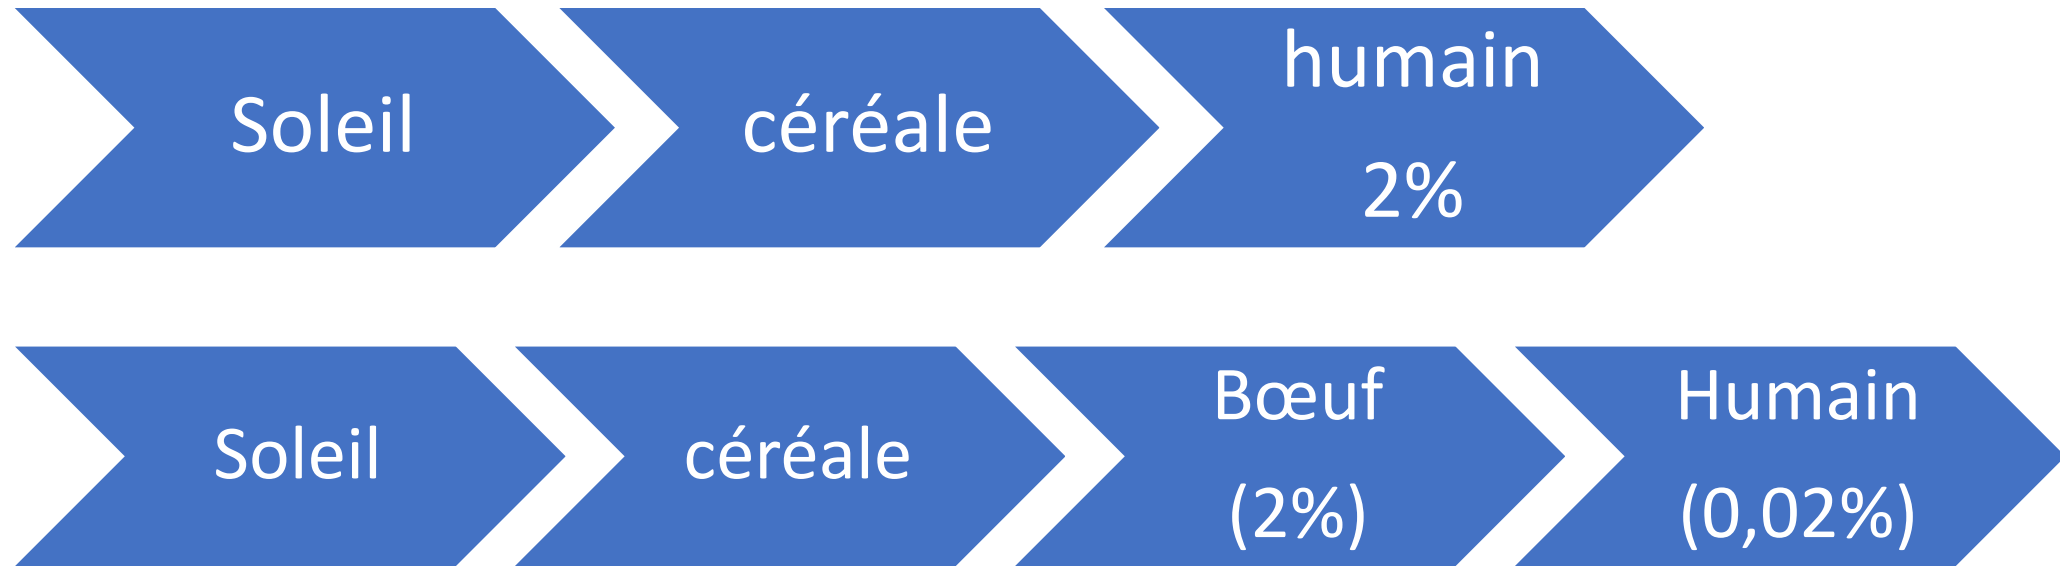 Soleil
céréale
humain
2%
Soleil
céréale
Bœuf
(2%)
Humain
(0,02%)